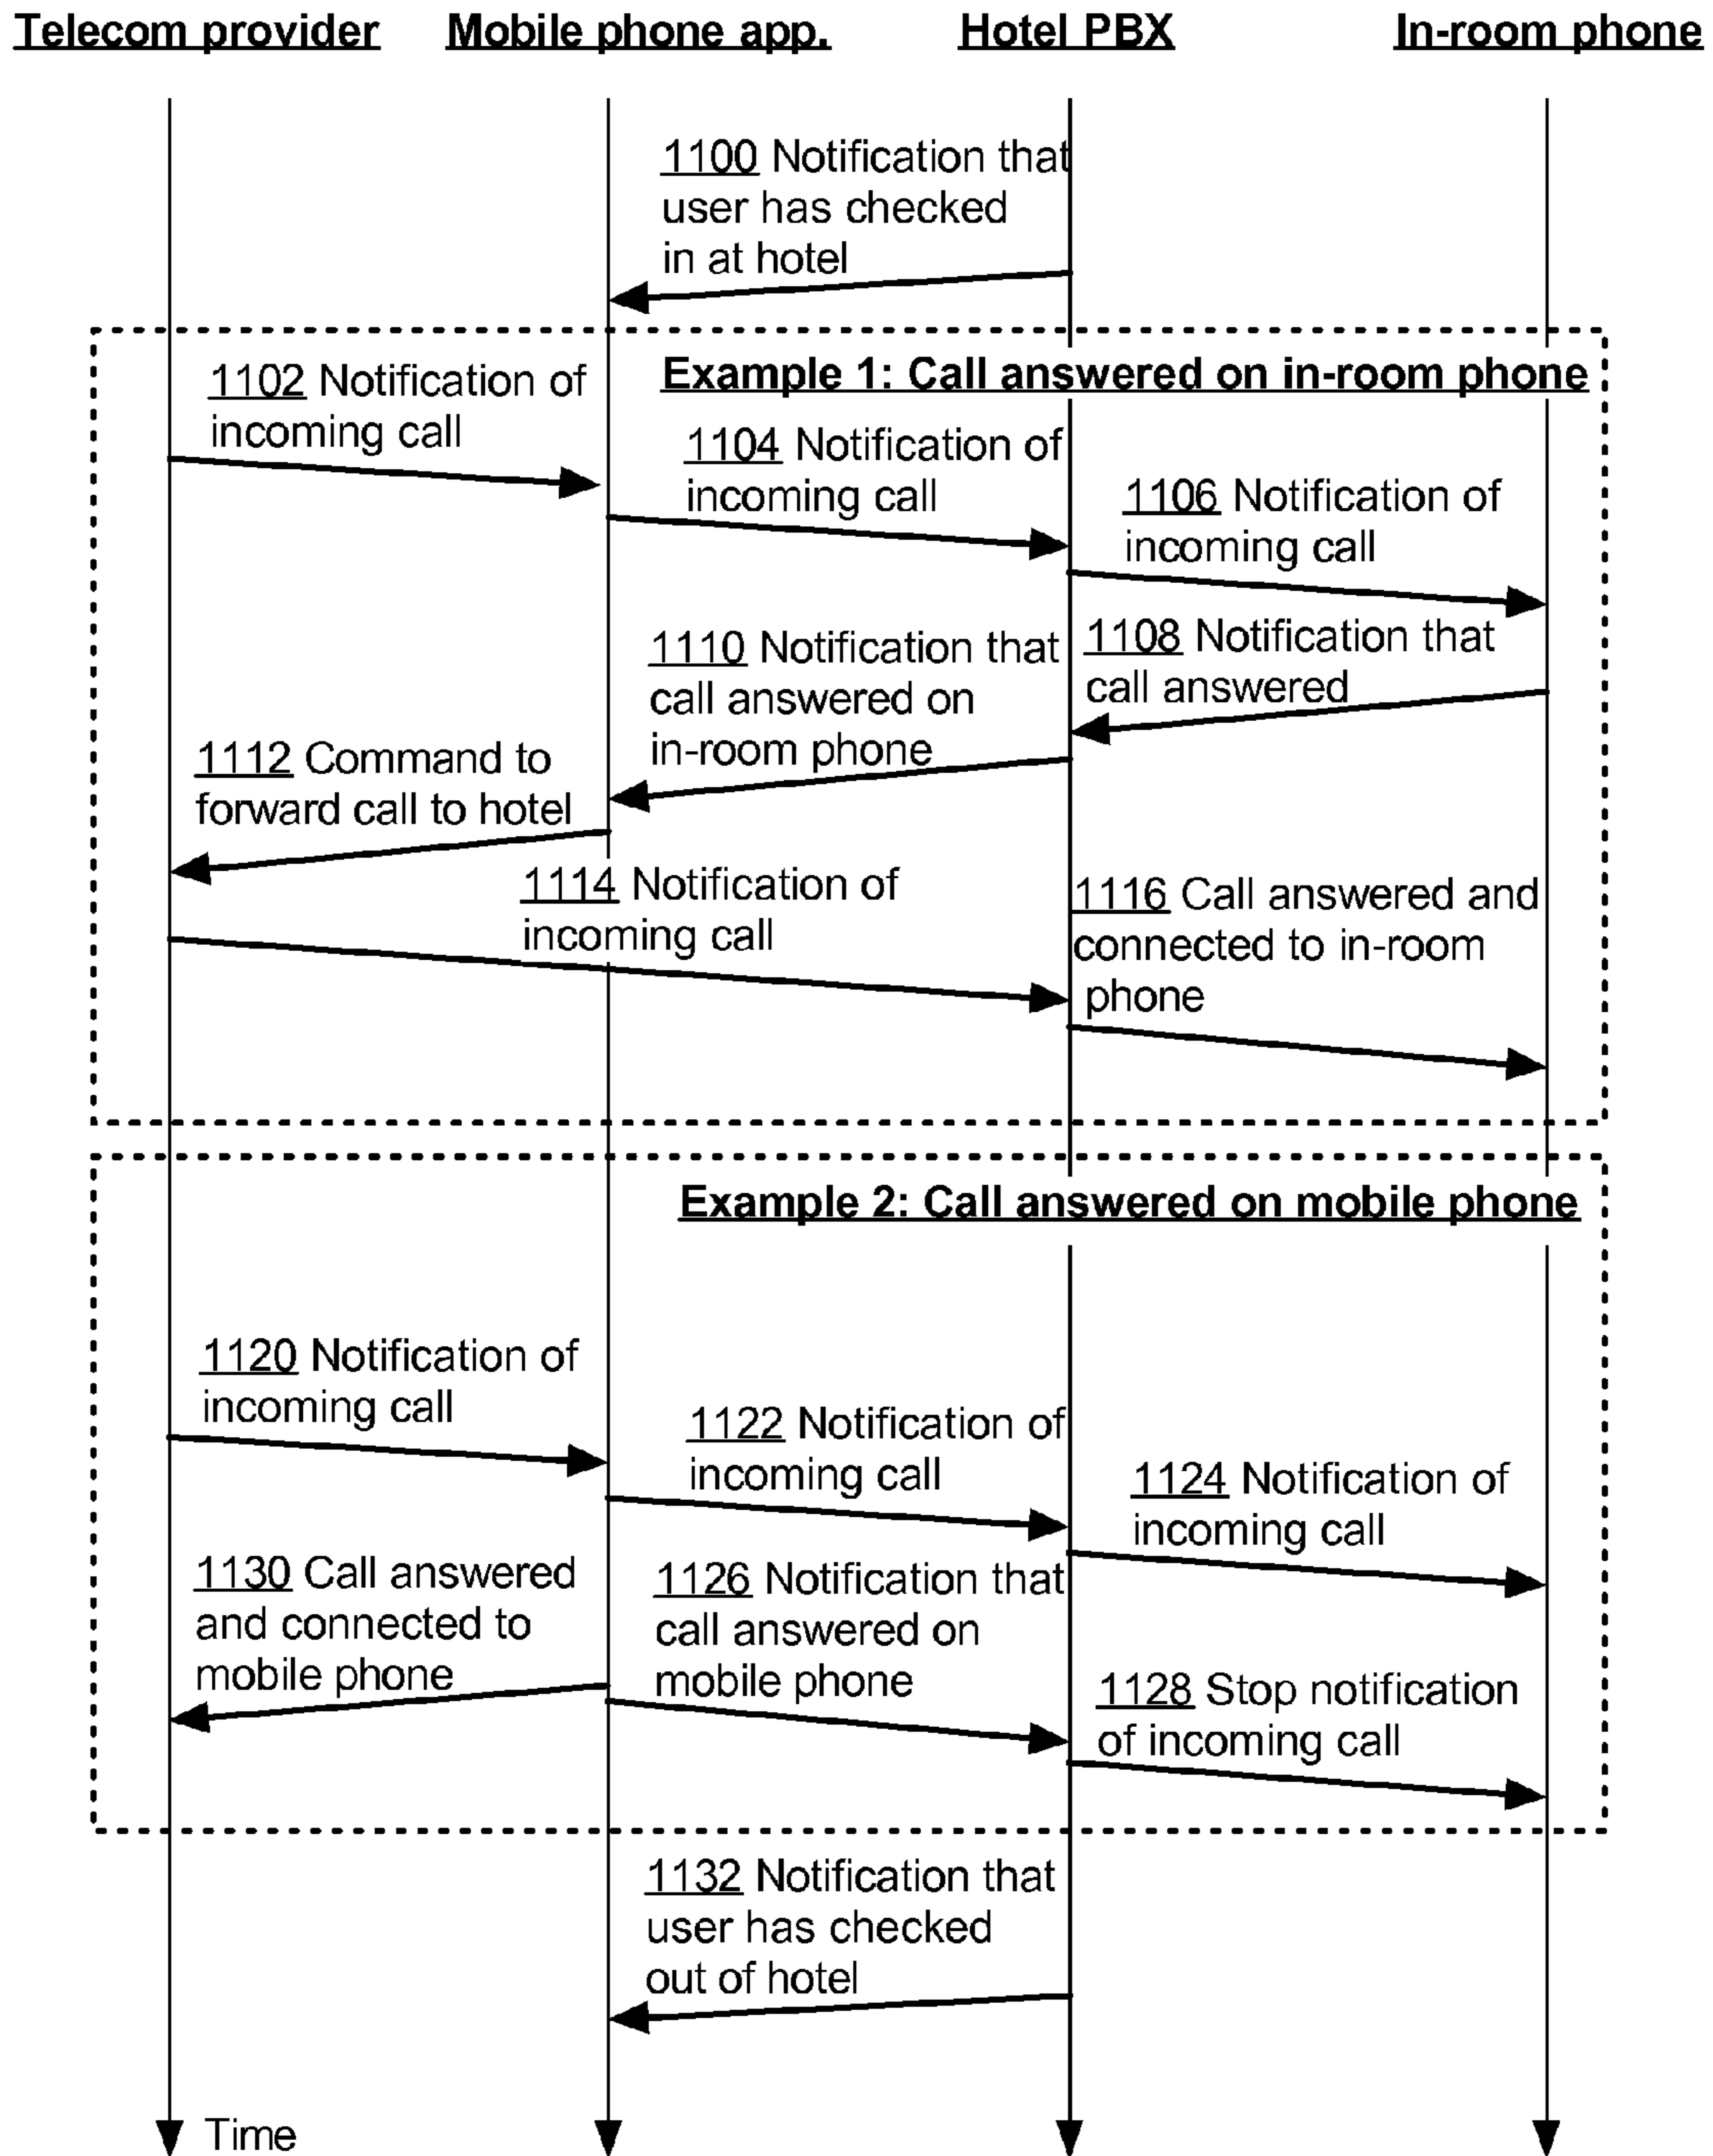 Telecom provider Mobile phone app. Hotel PBX In-room phone
1100 Notification that
user has checked
in at hotel
Example 1: Call answered on in-room phone
1102 Notification of
incoming call
1104 Notification of
incoming call
1106 Notification of
incoming call
1108 Notification that
call answered
1110 Notification that
call answered on
in-room phone
1112 Command to
forward call to hotel
1114 Notification of
incoming call
1116 Call answered and
connected to in-room
phone
Example 2: Call answered on mobile phone
1120 Notification of
incoming call
1122 Notification of
incoming call
1124 Notification of
incoming call
1130 Call answered
and connected to
mobile phone
1126 Notification that
call answered on
mobile phone
1128 Stop notification
of incoming call
1132 Notification that
user has checked
out of hotel
Time